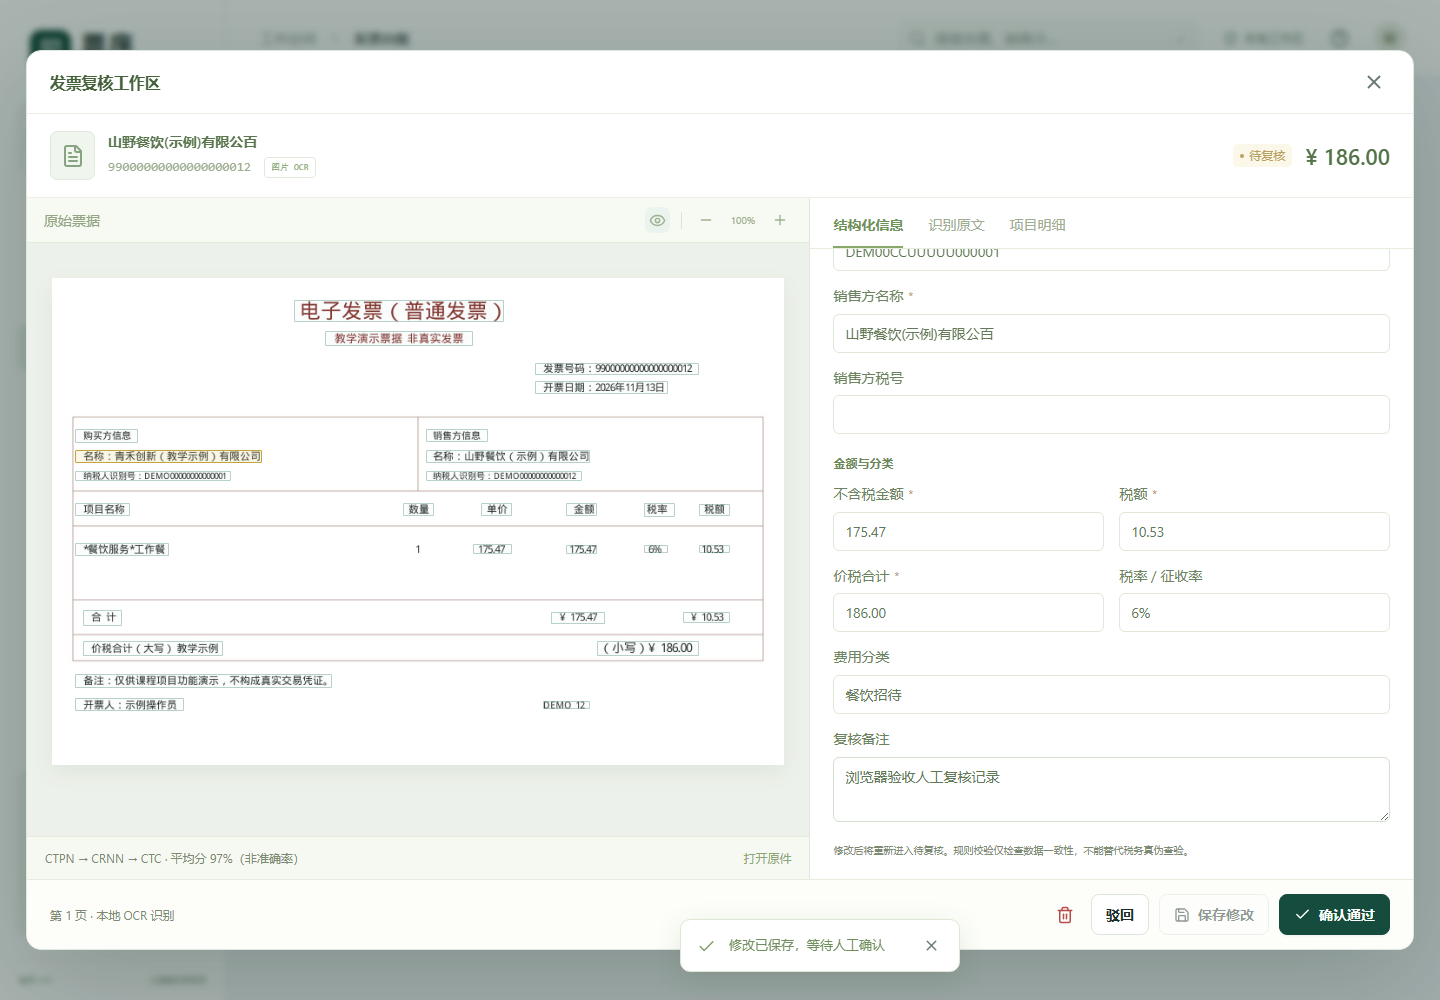 发票复核工作区
山野餐饮(示例)有限公百
99000000000000000012 图片 OCR
待复核 ¥ 186.00
原始票据
100%
结构化信息 识别原文 项目明细
电子发票（普通发票）
教学演示票据 非真实发票
发票号码：99000000000000000012
开票日期：2026年11月13日
购买方信息
名称：青禾创新（教学示例）有限公司
纳税人识别号：DEMO00000000000001
销售方信息
名称：山野餐饮（示例）有限公司
纳税人识别号：DEMO00000000000012
项目名称 数量 单价 金额 税率 税额
*餐饮服务*工作餐 1 175.47 175.47 6% 10.53
合 计 ¥ 175.47 ¥ 10.53
价税合计（大写）教学示例 （小写）¥ 186.00
备注：仅供课程项目功能演示，不构成真实交易凭证。
开票人：示例操作员 DEMO 12
CTPN → CRNN → CTC · 平均分 97%（非准确率） 打开原件
DEM00CCUUUUU000001
销售方名称 *
山野餐饮(示例)有限公百
销售方税号
金额与分类
不含税金额 * 税额 *
175.47 10.53
价税合计 * 税率 / 征收率
186.00 6%
费用分类
餐饮招待
复核备注
浏览器验收人工复核记录
修改后将重新进入待复核。规则校验仅检查数据一致性，不能替代税务真伪查验。
第 1 页 · 本地 OCR 识别
驳回 保存修改 确认通过
修改已保存，等待人工确认